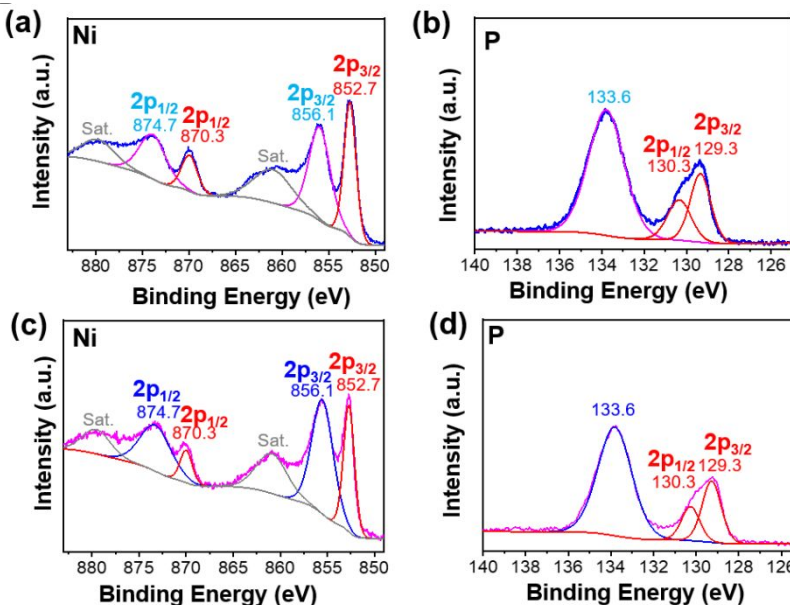 (a)
Ni
2p3/2
852.7
2p1/2
874.7
2p1/2
870.3
2p3/2
856.1
Sat.
Sat.
Intensity (a.u.)
880 875 870 865 860 855 850
Binding Energy (eV)
(b)
P
133.6
2p3/2
129.3
2p1/2
130.3
Intensity (a.u.)
140 138 136 134 132 130 128 126
Binding Energy (eV)
(c)
Ni
2p3/2
852.7
2p3/2
856.1
2p1/2
874.7
2p1/2
870.3
Sat.
Sat.
Intensity (a.u.)
880 875 870 865 860 855 850
Binding Energy (eV)
(d)
P
133.6
2p3/2
129.3
2p1/2
130.3
Intensity (a.u.)
140 138 136 134 132 130 128 126
Binding Energy (eV)